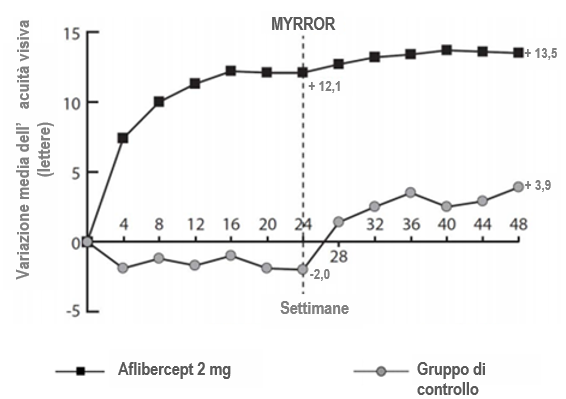 MYRROR
Variazione media dell' acuità visiva
(lettere)
15
10
5
0
-5
+ 12,1
+ 13,5
+ 3,9
-2,0
4 8 12 16 20 24 28 32 36 40 44 48
Settimane
Aflibercept 2 mg
Gruppo di
controllo